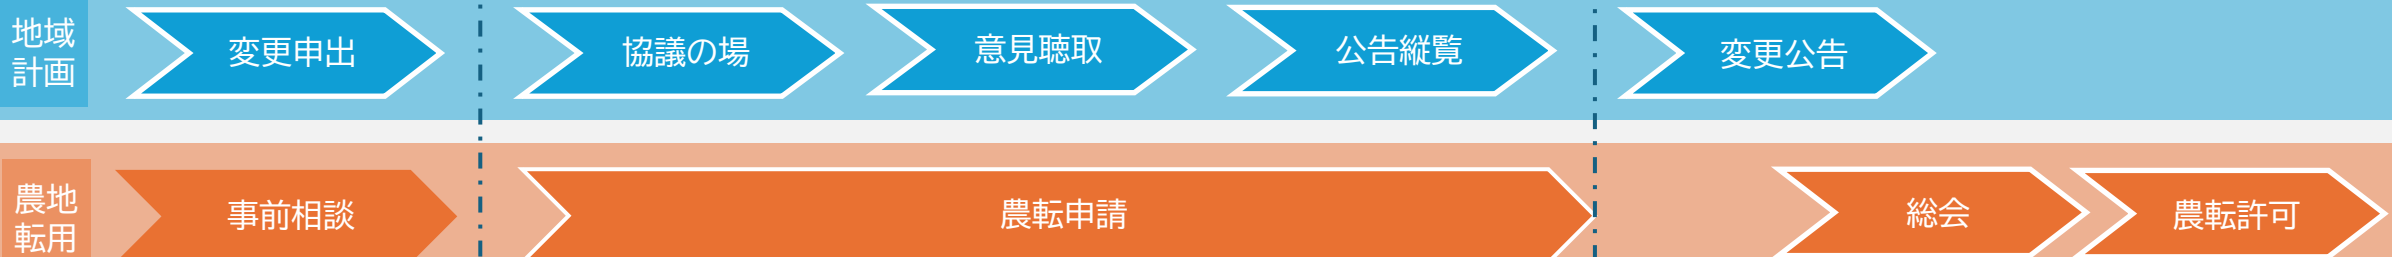 地域
計画
変更申出
協議の場
意見聴取
公告縦覧
変更公告
農地
転用
事前相談
農転申請
総会
農転許可